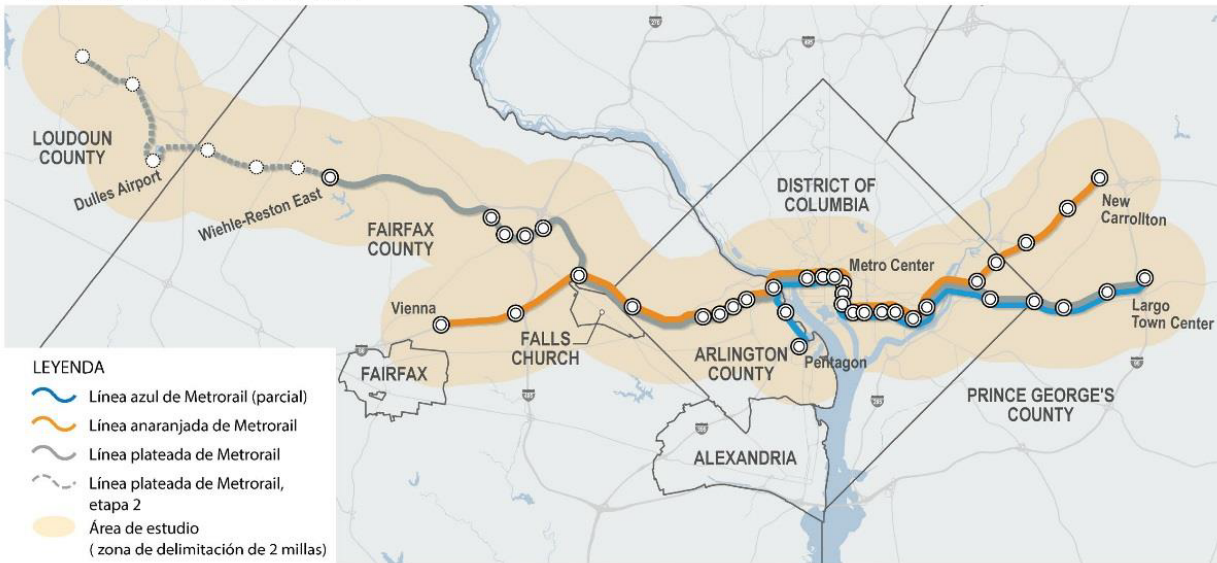 LOUDOUN
COUNTY
Dulles Airport
Wiehle-Reston East
FAIRFAX
COUNTY
Vienna
FALLS
CHURCH
FAIRFAX
DISTRICT OF
COLUMBIA
Metro Center
New
Carrollton
Largo
Town Center
ARLINGTON
COUNTY
Pentagon
PRINCE GEORGE'S
COUNTY
ALEXANDRIA
LEYENDA
Línea azul de Metrorail (parcial)
Línea anaranjada de Metrorail
Línea plateada de Metrorail
Línea plateada de Metrorail,
etapa 2
Área de estudio
( zona de delimitación de 2 millas)